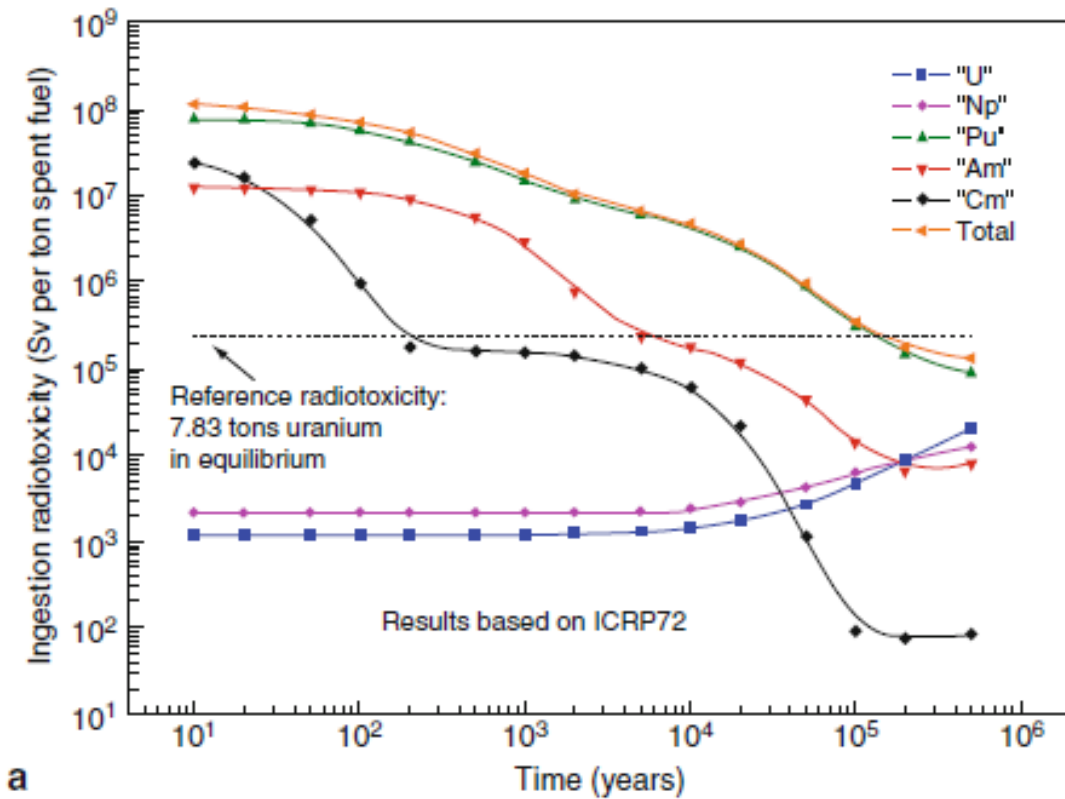 Ingestion radiotoxicity (Sv per ton spent fuel)
10⁹
10⁸
10⁷
10⁶
10⁵
10⁴
10³
10²
10¹
"U"
"Np"
"Pu"
"Am"
"Cm"
Total
Reference radiotoxicity:
7.83 tons uranium
in equilibrium
Results based on ICRP72
10¹ 10² 10³ 10⁴ 10⁵ 10⁶
Time (years)
a